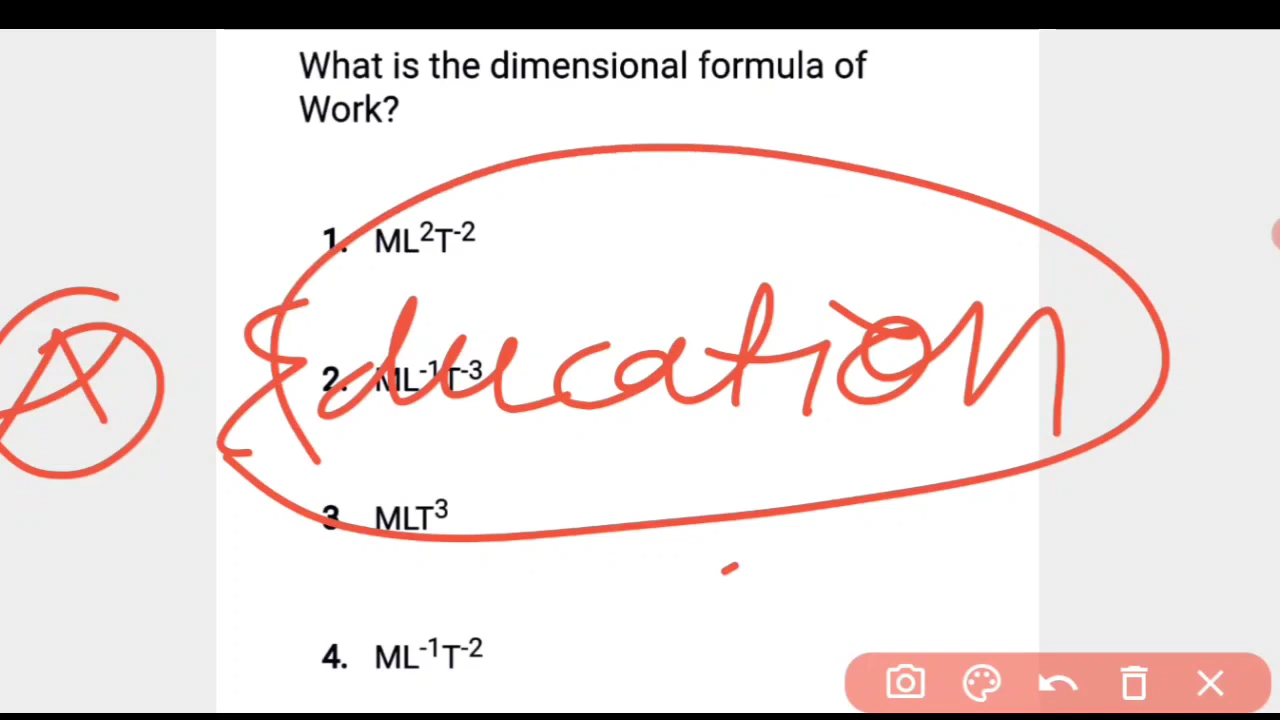 What is the dimensional formula of
Work?
1. ML²T⁻²
A Education
2. ML⁻¹T⁻³
3. MLT³
4. ML⁻¹T⁻²